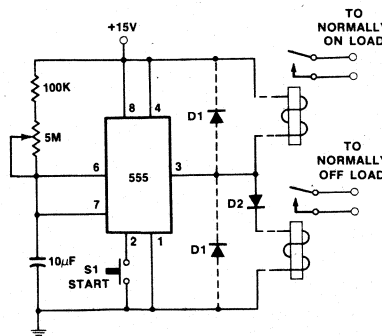 TO
NORMALLY
ON LOAD
+15V
100K
8 4
D1
5M
6 555 3
TO
NORMALLY
OFF LOAD
7
D2
2 1
10µF
S1
START
D1